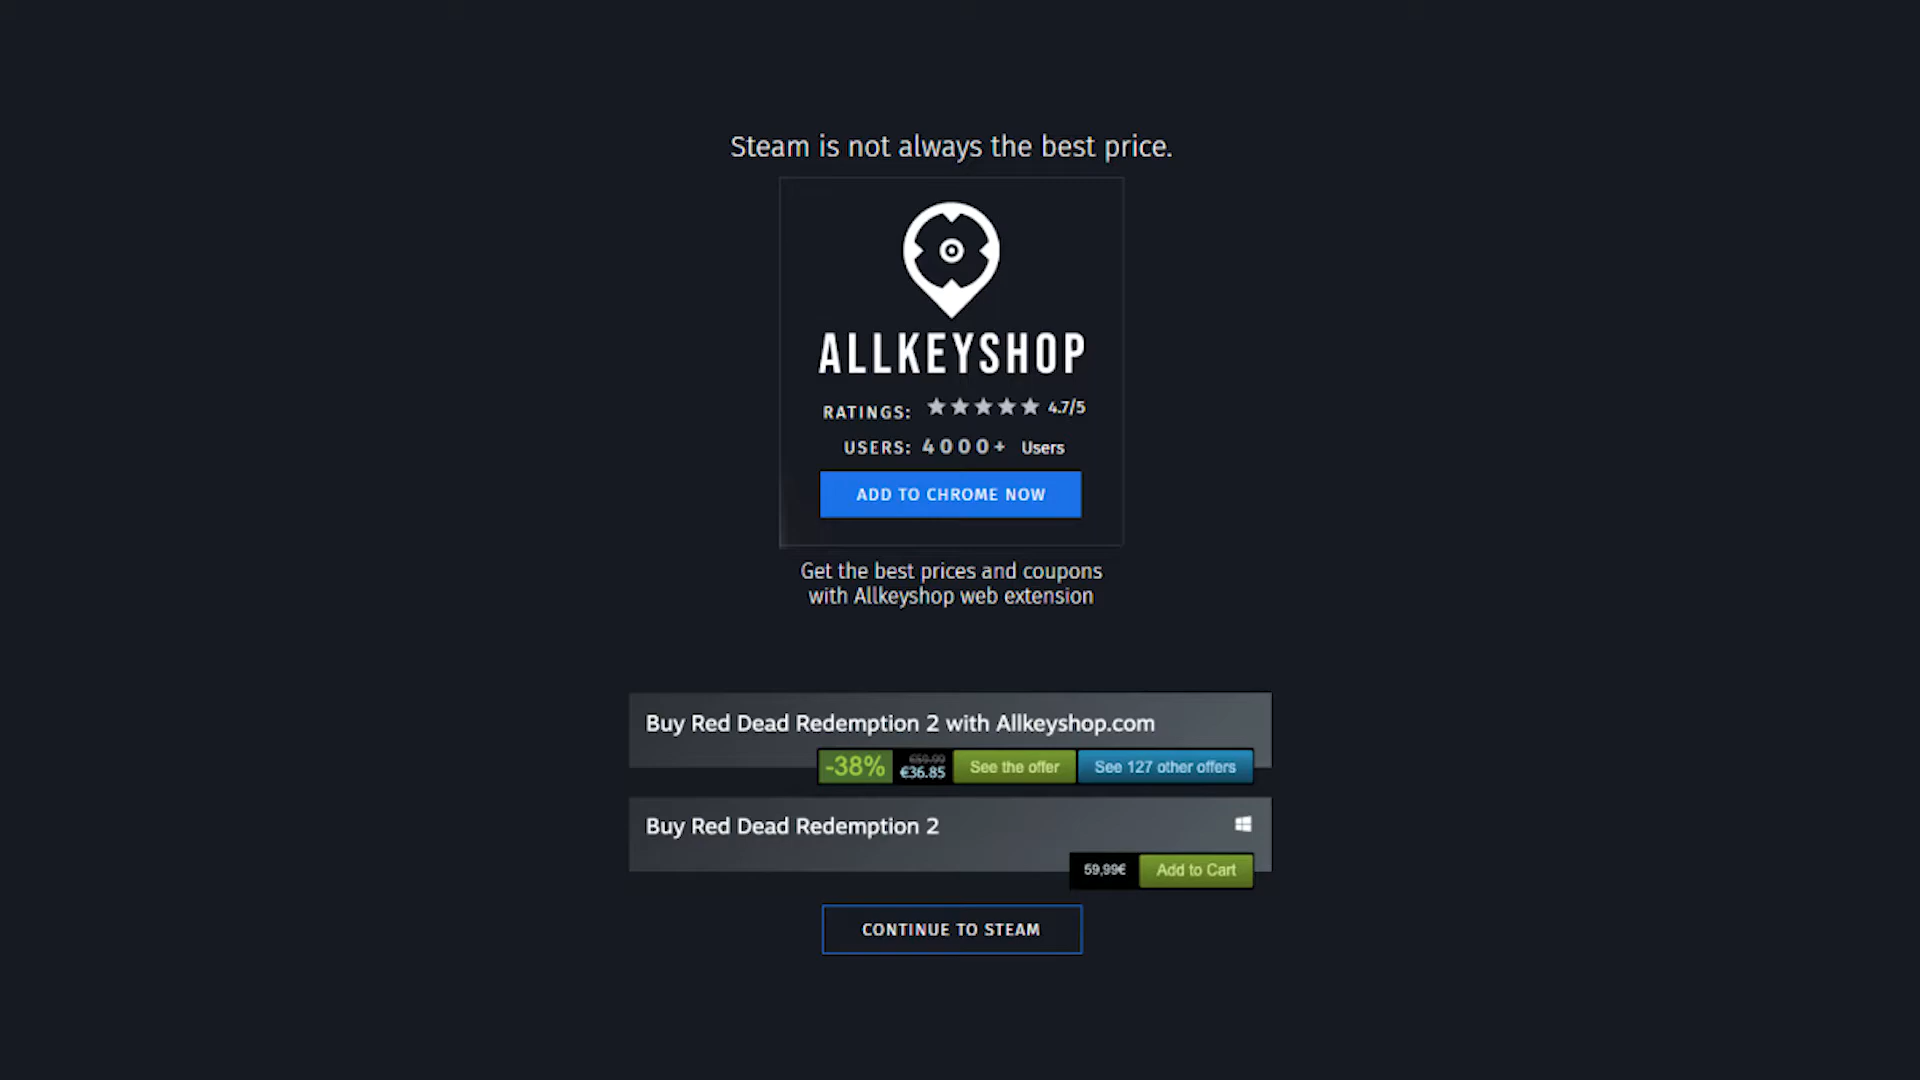 Steam is not always the best price.
ALLKEYSHOP
RATINGS: 4.7/5
USERS: 4000+ Users
ADD TO CHROME NOW
Get the best prices and coupons
with Allkeyshop web extension
Buy Red Dead Redemption 2 with Allkeyshop.com
-38% €59.99 €36.85 See the offer See 127 other offers
Buy Red Dead Redemption 2
59,99€ Add to Cart
CONTINUE TO STEAM